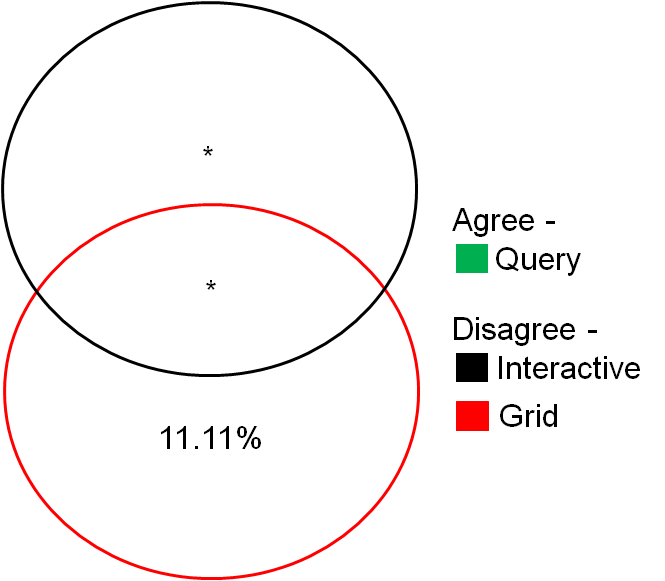 *
*
11.11%
Agree -
Query
Disagree -
Interactive
Grid